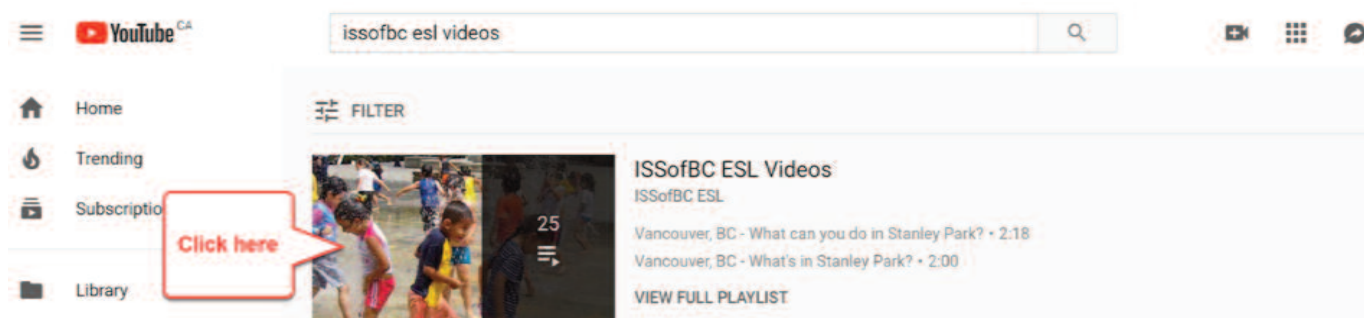 YouTube CA
issofbc esl videos
Home
FILTER
Trending
ISSofBC ESL Videos
Subscriptio
ISSofBC ESL
25
Click here
Vancouver, BC - What can you do in Stanley Park? • 2:18
Vancouver, BC - What's in Stanley Park? • 2:00
Library
VIEW FULL PLAYLIST